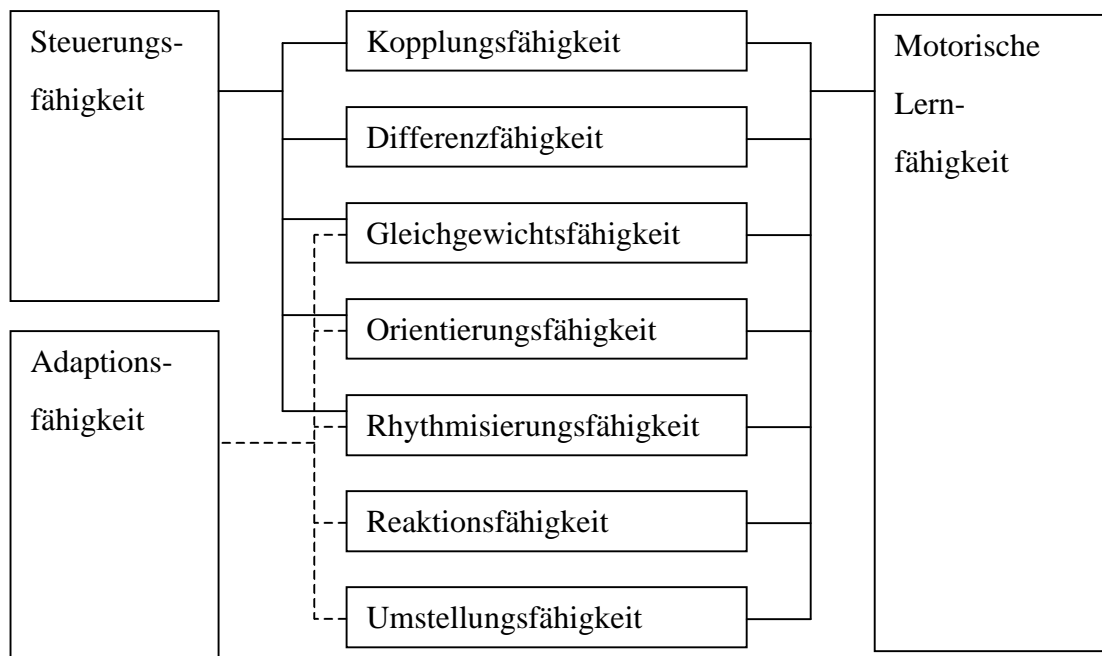 Steuerungs-
fähigkeit
Adaptions-
fähigkeit
Kopplungsfähigkeit
Differenzfähigkeit
Gleichgewichtsfähigkeit
Orientierungsfähigkeit
Rhythmisierungsfähigkeit
Reaktionsfähigkeit
Umstellungsfähigkeit
Motorische
Lern-
fähigkeit